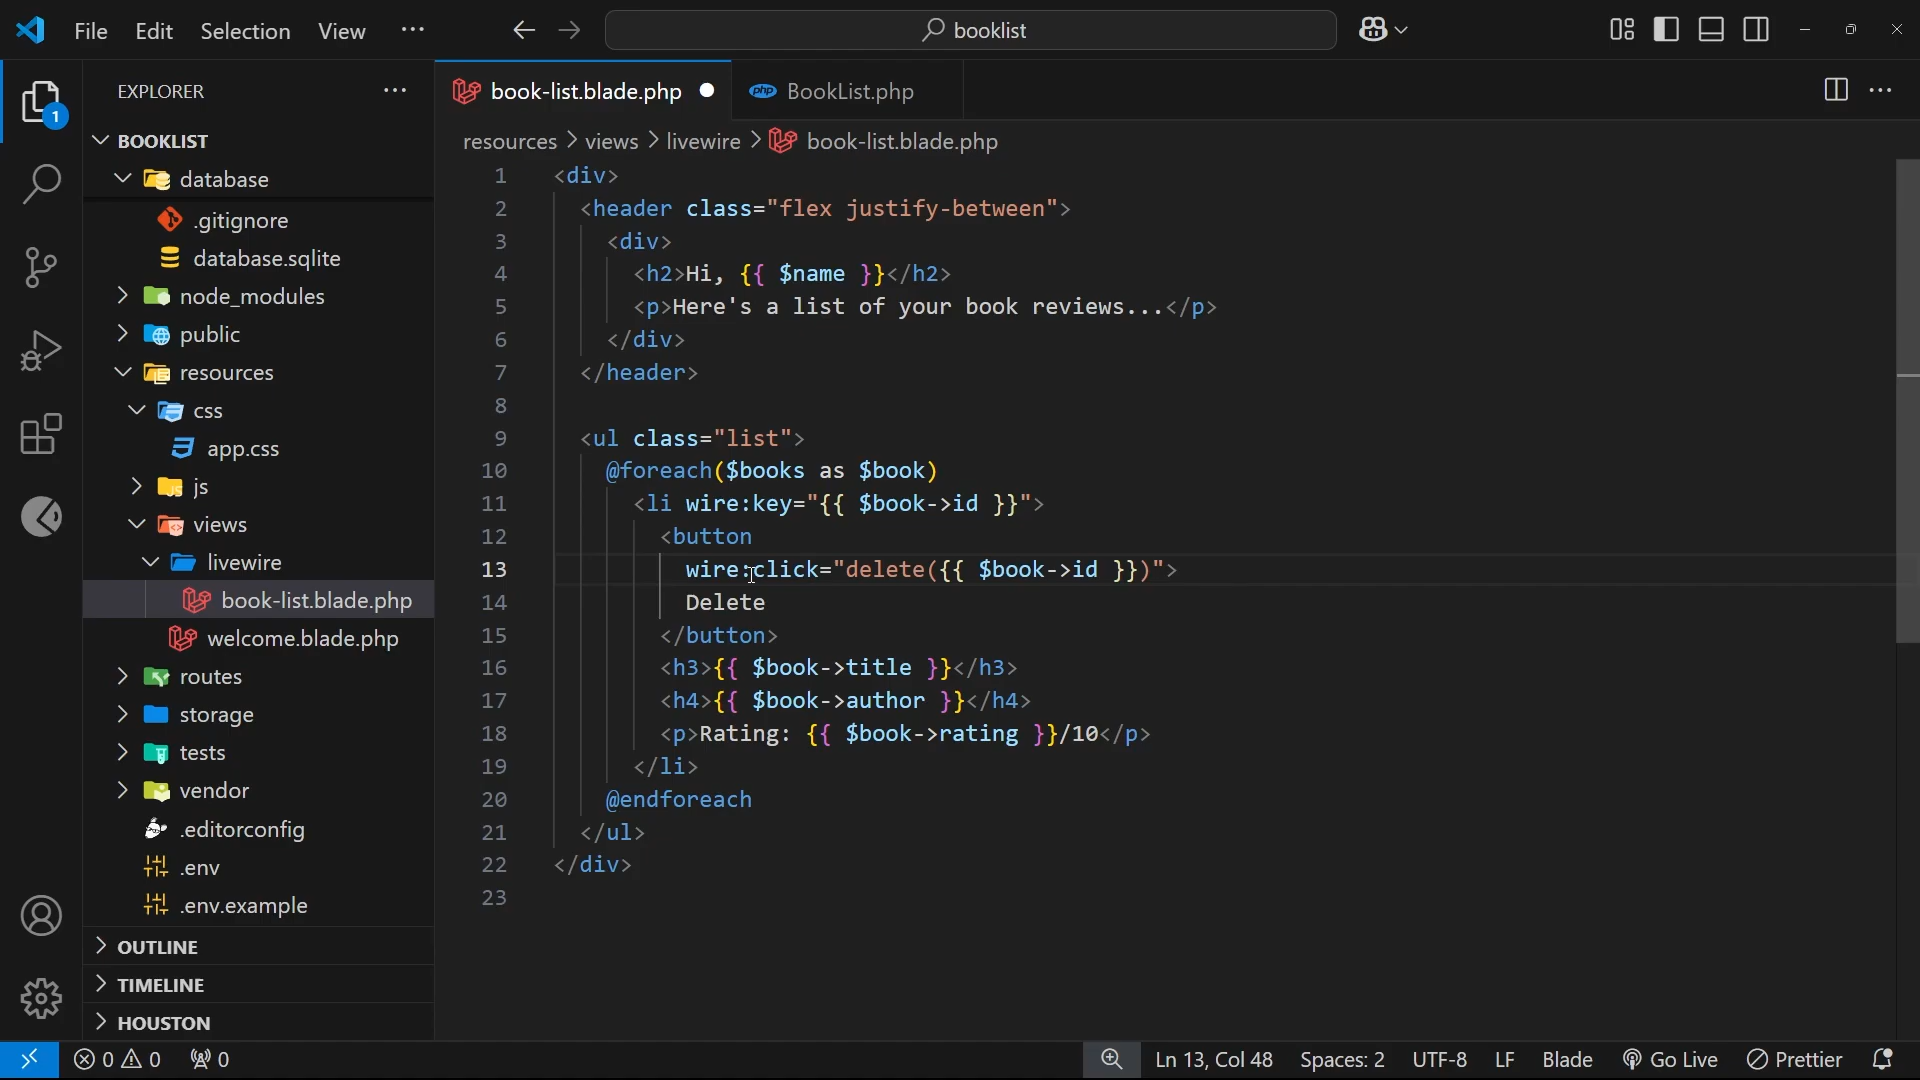 File Edit Selection View ···
booklist
EXPLORER ···
1
BOOKLIST
database
.gitignore
database.sqlite
node_modules
public
resources
css
app.css
js
views
livewire
book-list.blade.php
welcome.blade.php
routes
storage
tests
vendor
.editorconfig
.env
.env.example
OUTLINE
TIMELINE
HOUSTON
book-list.blade.php
php BookList.php
resources > views > livewire > book-list.blade.php
1 <div>
2 <header class="flex justify-between">
3 <div>
4 <h2>Hi, {{ $name }}</h2>
5 <p>Here's a list of your book reviews...</p>
6 </div>
7 </header>
8
9 <ul class="list">
10 @foreach($books as $book)
11 <li wire:key="{{ $book->id }}">
12 <button
13 wire:click="delete({{ $book->id }})">
14 Delete
15 </button>
16 <h3>{{ $book->title }}</h3>
17 <h4>{{ $book->author }}</h4>
18 <p>Rating: {{ $book->rating }}/10</p>
19 </li>
20 @endforeach
21 </ul>
22 </div>
23
0 0 0 Ln 13, Col 48 Spaces: 2 UTF-8 LF Blade Go Live Prettier